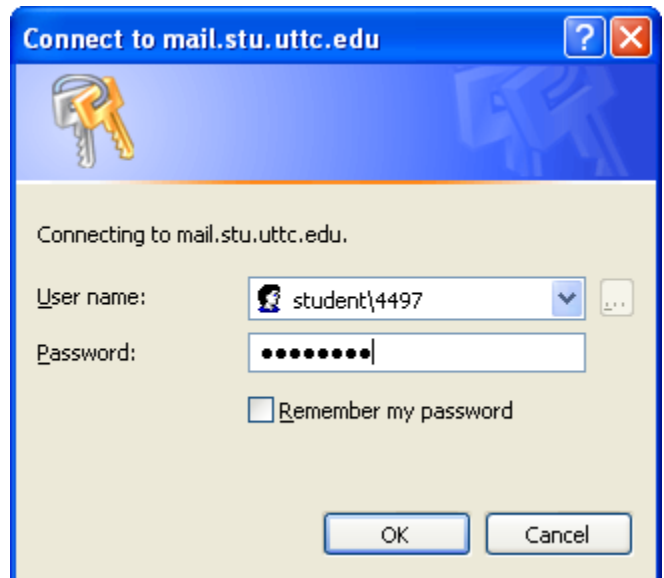 Connect to mail.stu.uttc.edu
?
Connecting to mail.stu.uttc.edu.
User name:
student\4497
...
Password:
●●●●●●●●
Remember my password
OK
Cancel